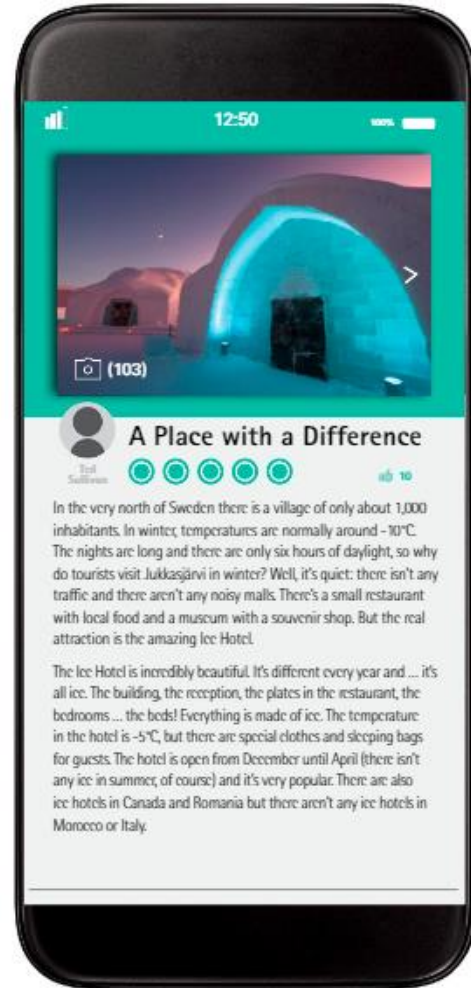 12:50
100%
(103)
A Place with a Difference
Ted
Sullivan
10
In the very north of Sweden there is a village of only about 1,000
inhabitants. In winter, temperatures are normally around -10°C.
The nights are long and there are only six hours of daylight, so why
do tourists visit Jukkasjärvi in winter? Well, it's quiet: there isn't any
traffic and there aren't any noisy malls. There's a small restaurant
with local food and a museum with a souvenir shop. But the real
attraction is the amazing Ice Hotel.
The Ice Hotel is incredibly beautiful. It's different every year and ... it's
all ice. The building, the reception, the plates in the restaurant, the
bedrooms ... the beds! Everything is made of ice. The temperature
in the hotel is -5°C, but there are special clothes and sleeping bags
for guests. The hotel is open from December until April (there isn't
any ice in summer, of course) and it's very popular. There are also
ice hotels in Canada and Romania but there aren't any ice hotels in
Morocco or Italy.